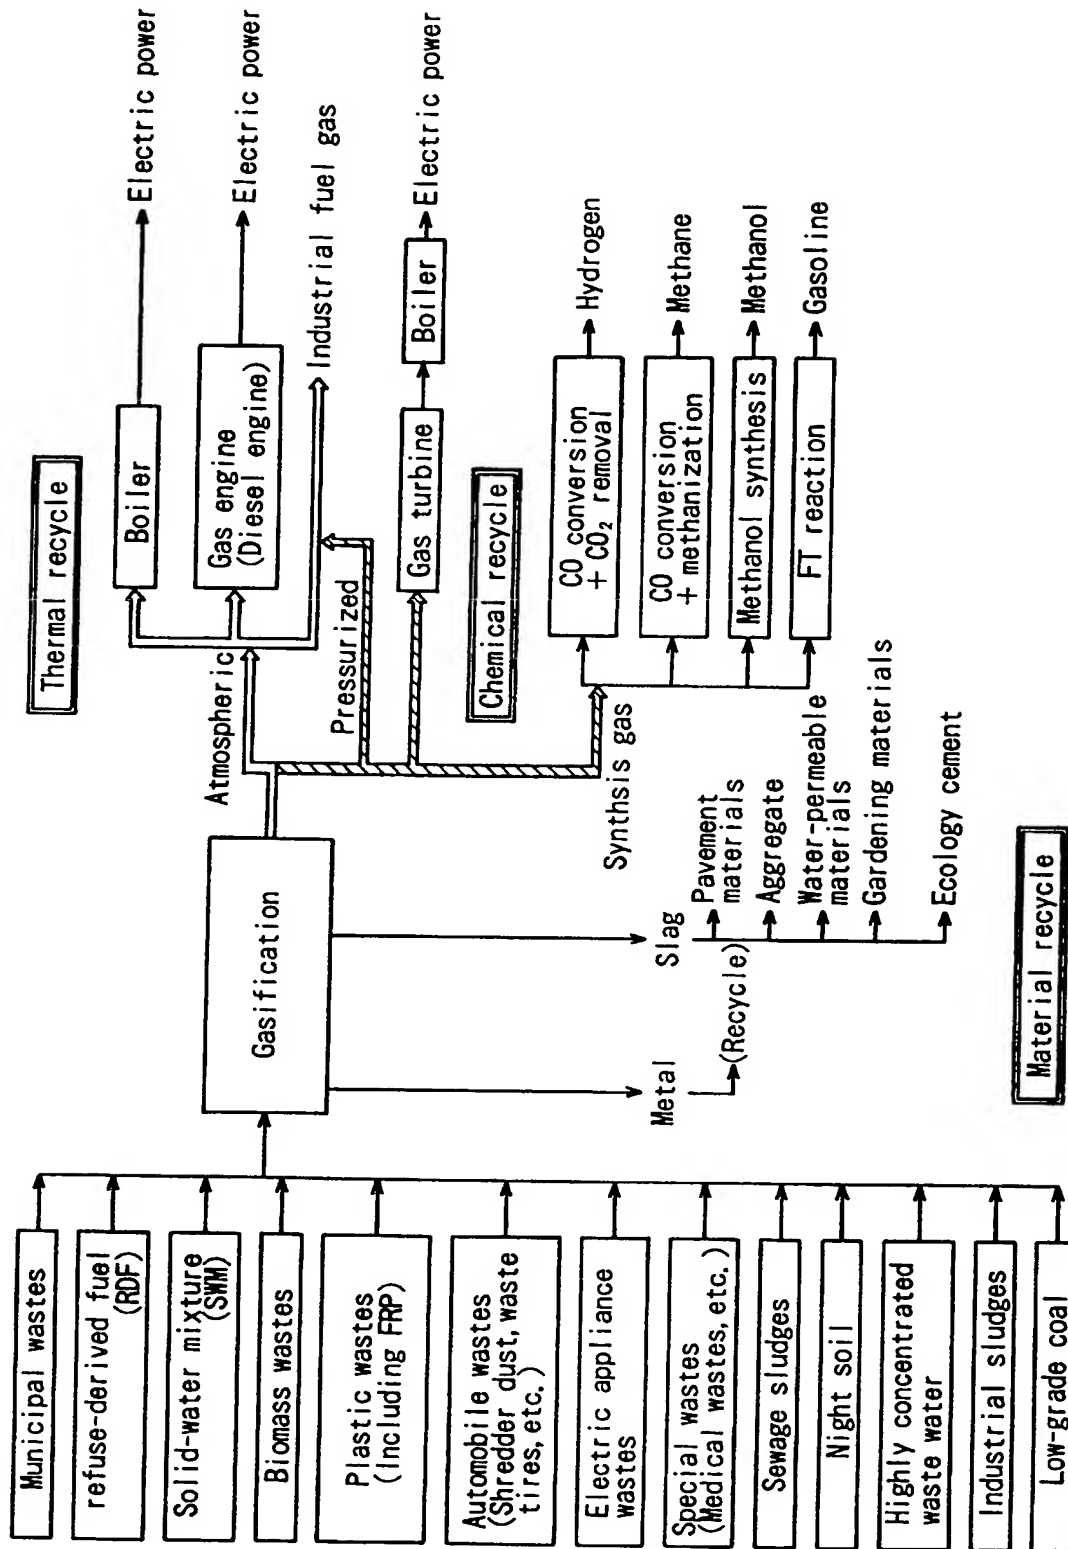 Municipal wastes
refuse-derived fuel
(RDF)
Solid-water mixture
(SWM)
Biomass wastes
Plastic wastes
(Including FRP)
Automobile wastes
(Shredder dust, waste
tires, etc.)
Electric appliance
wastes
Special wastes
(Medical wastes, etc.)
Sewage sludges
Night soil
Highly concentrated
waste water
Industrial sludges
Low-grade coal
Gasification
Metal
(Recycle)
Slag
Pavement
materials
Aggregate
Water-permeable
materials
Gardening materials
Ecology cement
Material recycle
Atmospheric
Pressurized
Synthsis gas
Thermal recycle
Boiler
Electric power
Gas engine
(Diesel engine)
Electric power
Industrial fuel gas
Gas turbine
Boiler
Electric power
Chemical recycle
CO conversion
+ CO₂ removal
Hydrogen
CO conversion
+ methanization
Methane
Methanol synthesis
Methanol
FT reaction
Gasoline